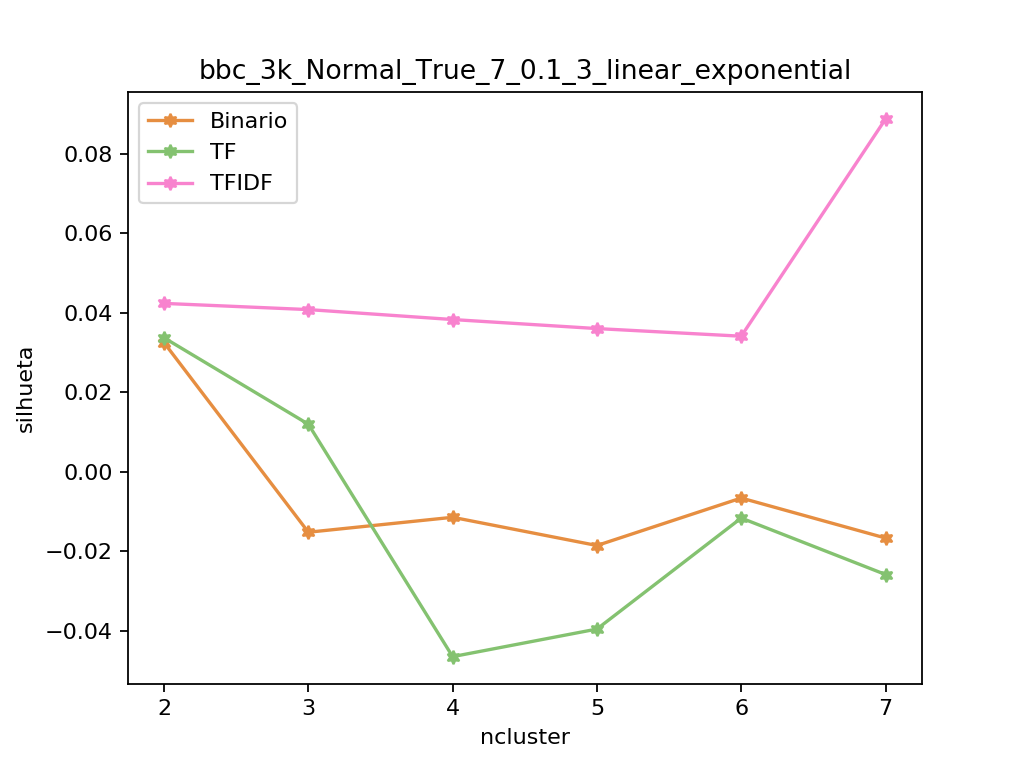 bbc_3k_Normal_True_7_0.1_3_linear_exponential
Binario
TF
TFIDF
0.08
0.06
0.04
0.02
0.00
−0.02
−0.04
silhueta
2 3 4 5 6 7
ncluster